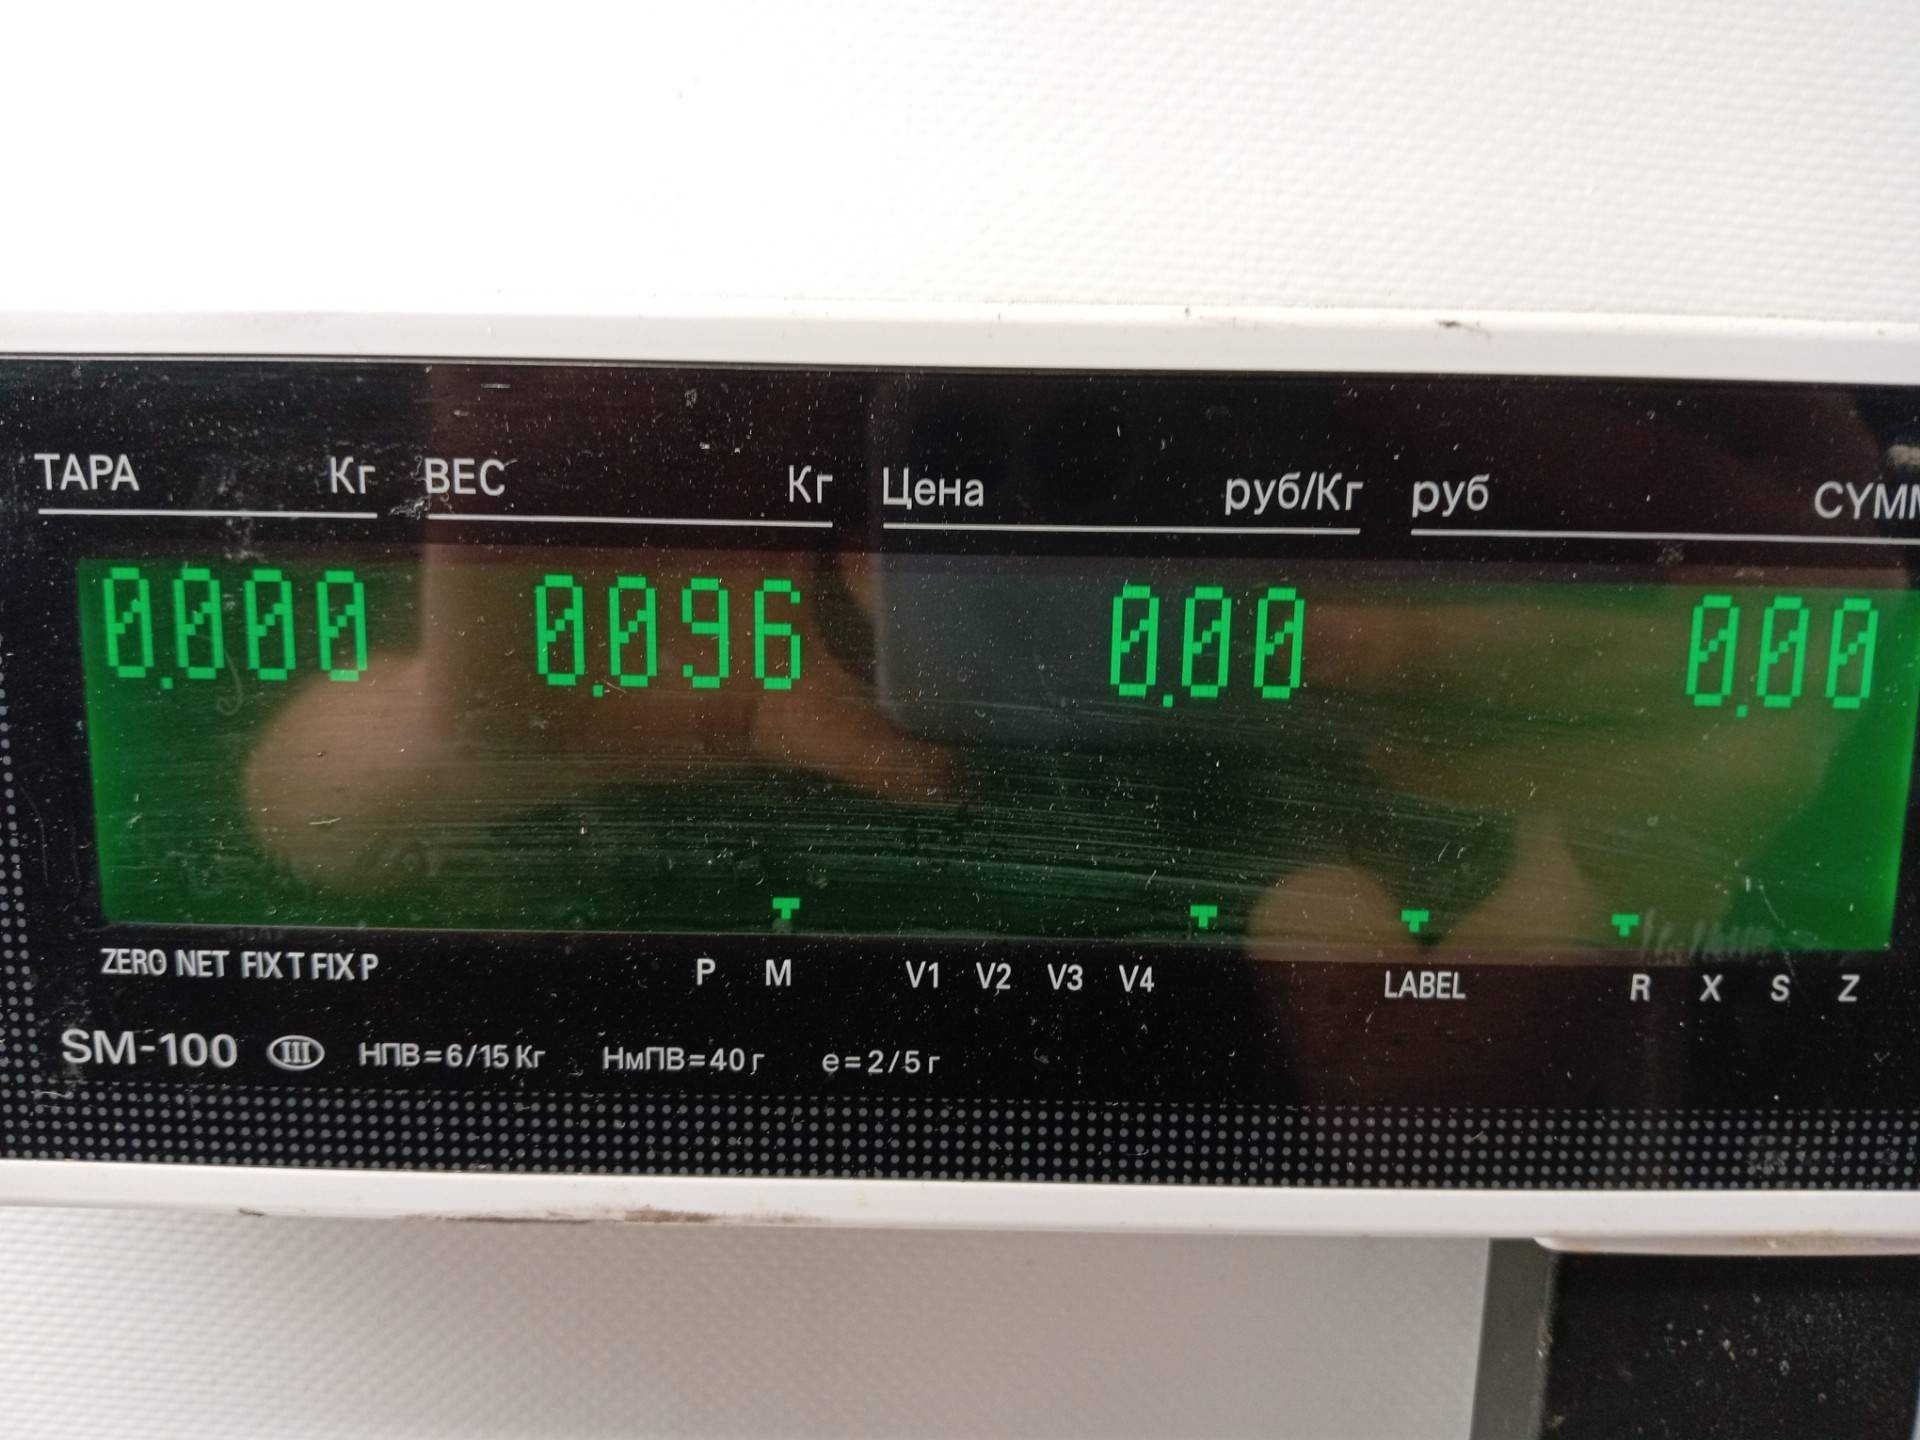 ТАРА Кг ВЕС Кг Цена руб/Кг руб СУММ
0.000 0.096 0.00 0.00
ZERO NET FIX T FIX P P M V1 V2 V3 V4 LABEL R X S Z
SM-100 III НПВ=6/15 Кг НмПВ=40 г е=2/5 г